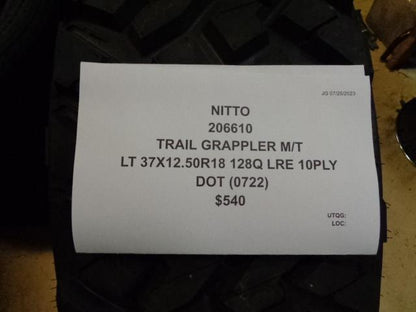 JG 07/25/2023
NITTO
206610
TRAIL GRAPPLER M/T
LT 37X12.50R18 128Q LRE 10PLY
DOT (0722)
$540
UTQG:
LOC: